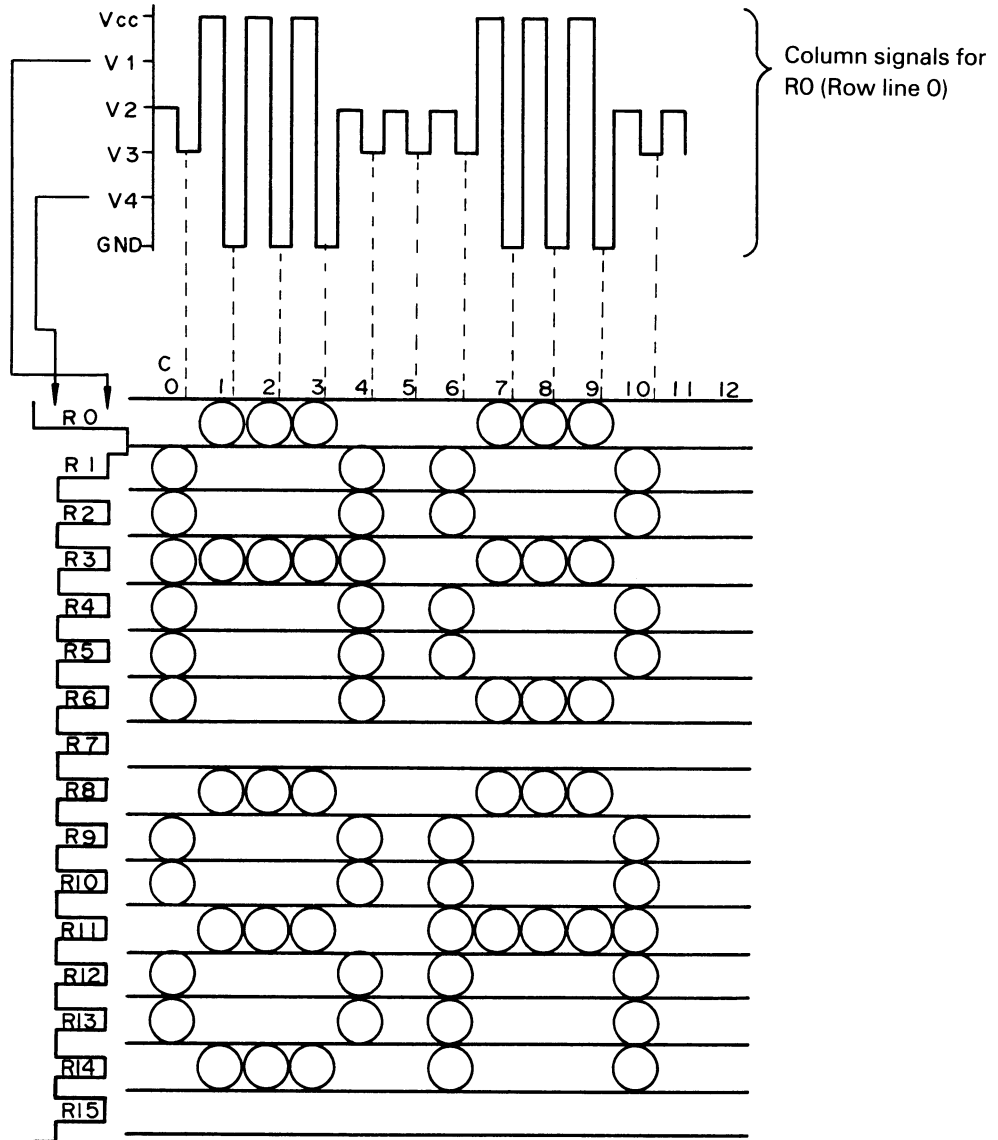 Vcc
V1
V2
V3
V4
GND
Column signals for
R0 (Row line 0)
C
0 1 2 3 4 5 6 7 8 9 10 11 12
R0
R1
R2
R3
R4
R5
R6
R7
R8
R9
R10
R11
R12
R13
R14
R15